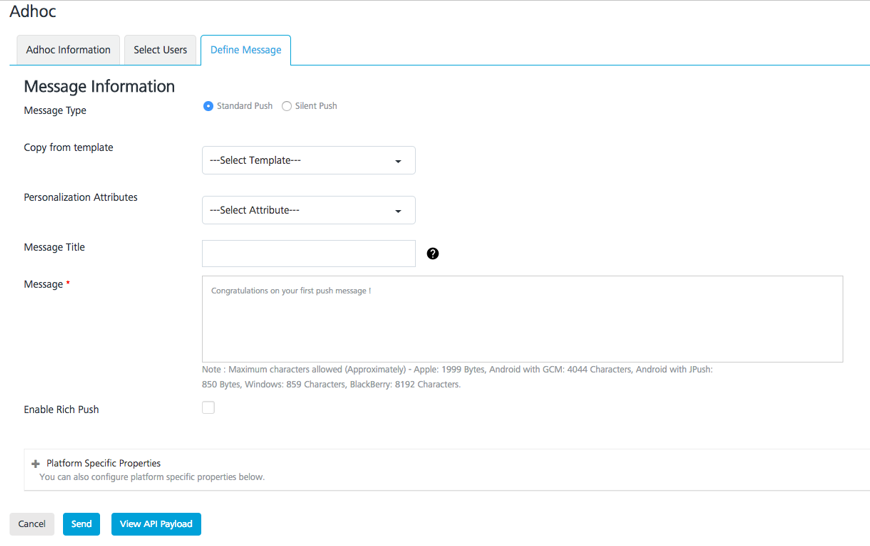 Adhoc
Adhoc Information
Select Users
Define Message
Message Information
Message Type
Standard Push
Silent Push
Copy from template
---Select Template---
Personalization Attributes
---Select Attribute---
Message Title
?
Message *
Congratulations on your first push message !
Note : Maximum characters allowed (Approximately) - Apple: 1999 Bytes, Android with GCM: 4044 Characters, Android with JPush:
850 Bytes, Windows: 859 Characters, BlackBerry: 8192 Characters.
Enable Rich Push
Platform Specific Properties
You can also configure platform specific properties below.
Cancel
Send
View API Payload